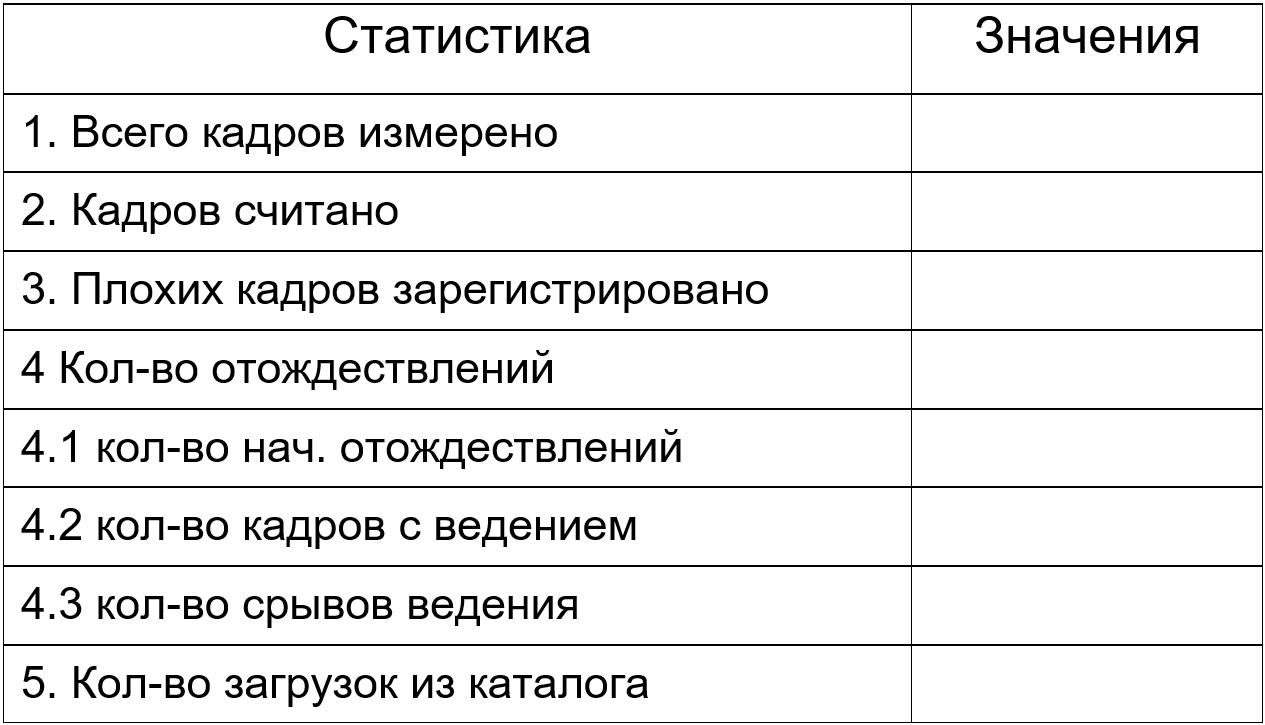 Статистика Значения
1. Всего кадров измерено
2. Кадров считано
3. Плохих кадров зарегистрировано
4 Кол-во отождествлений
4.1 кол-во нач. отождествлений
4.2 кол-во кадров с ведением
4.3 кол-во срывов ведения
5. Кол-во загрузок из каталога